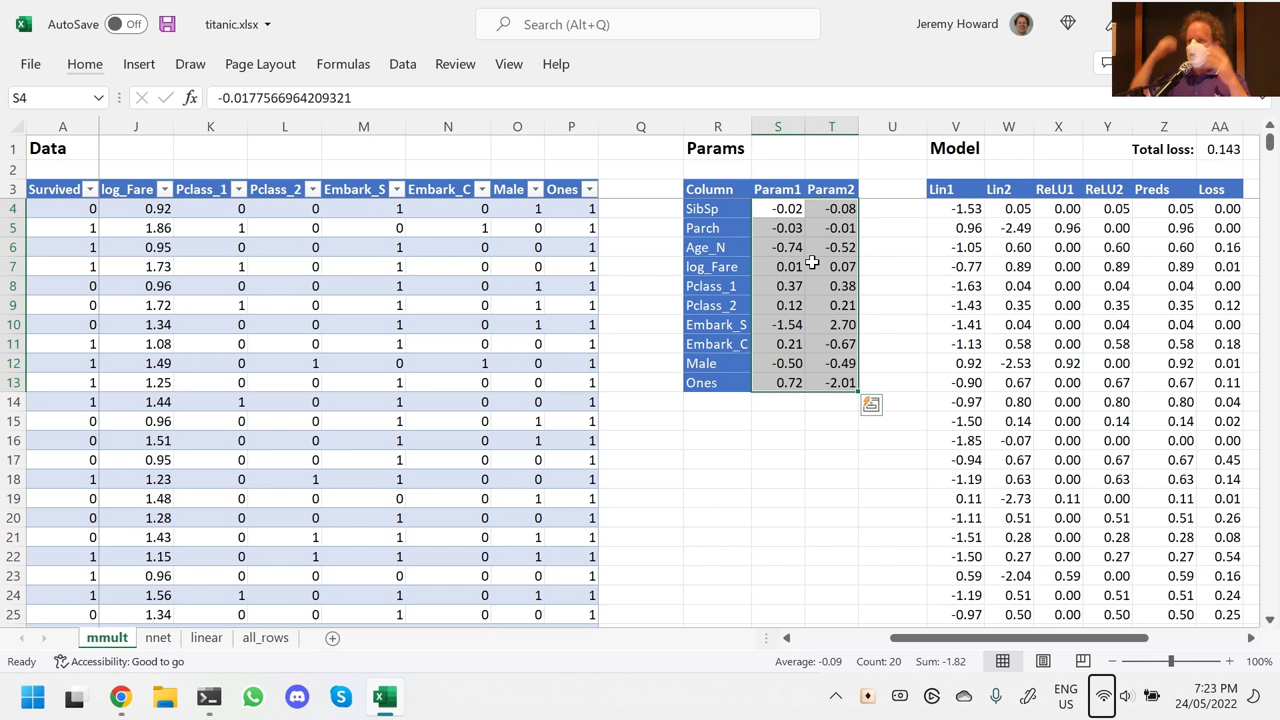 AutoSave Off titanic.xlsx Search (Alt+Q) Jeremy Howard
File Home Insert Draw Page Layout Formulas Data Review View Help
S4 fx -0.0177566964209321
A J K L M N O P Q R S T U V W X Y Z AA
1 Data Params Model Total loss: 0.143
2
3 Survived log_Fare Pclass_1 Pclass_2 Embark_S Embark_C Male Ones Column Param1 Param2 Lin1 Lin2 ReLU1 ReLU2 Preds Loss
4 0 0.92 0 0 1 0 1 1 SibSp -0.02 -0.08 -1.53 0.05 0.00 0.05 0.05 0.00
5 1 1.86 1 0 0 1 0 1 Parch -0.03 -0.01 0.96 -2.49 0.96 0.00 0.96 0.00
6 1 0.95 0 0 1 0 0 1 Age_N -0.74 -0.52 -1.05 0.60 0.00 0.60 0.60 0.16
7 1 1.73 1 0 1 0 0 1 log_Fare 0.01 0.07 -0.77 0.89 0.00 0.89 0.89 0.01
8 0 0.96 0 0 1 0 1 1 Pclass_1 0.37 0.38 -1.63 0.04 0.00 0.04 0.04 0.00
9 0 1.72 1 0 1 0 1 1 Pclass_2 0.12 0.21 -1.43 0.35 0.00 0.35 0.35 0.12
10 0 1.34 0 0 1 0 1 1 Embark_S -1.54 2.70 -1.41 0.04 0.00 0.04 0.04 0.00
11 1 1.08 0 0 1 0 0 1 Embark_C 0.21 -0.67 -1.13 0.58 0.00 0.58 0.58 0.18
12 1 1.49 0 1 0 1 0 1 Male -0.50 -0.49 0.92 -2.53 0.92 0.00 0.92 0.01
13 1 1.25 0 0 1 0 0 1 Ones 0.72 -2.01 -0.90 0.67 0.00 0.67 0.67 0.11
14 1 1.44 1 0 1 0 0 1 -0.97 0.80 0.00 0.80 0.80 0.04
15 0 0.96 0 0 1 0 1 1 -1.50 0.14 0.00 0.14 0.14 0.02
16 0 1.51 0 0 1 0 1 1 -1.85 -0.07 0.00 0.00 0.00 0.00
17 0 0.95 0 0 1 0 0 1 -0.94 0.67 0.00 0.67 0.67 0.45
18 1 1.23 0 1 1 0 0 1 -1.19 0.63 0.00 0.63 0.63 0.14
19 0 1.48 0 0 0 0 1 1 0.11 -2.73 0.11 0.00 0.11 0.01
20 0 1.28 0 0 1 0 0 1 -1.11 0.51 0.00 0.51 0.51 0.26
21 0 1.43 0 1 1 0 1 1 -1.51 0.28 0.00 0.28 0.28 0.08
22 1 1.15 0 1 1 0 1 1 -1.50 0.27 0.00 0.27 0.27 0.54
23 1 0.96 0 0 0 0 0 1 0.59 -2.04 0.59 0.00 0.59 0.16
24 1 1.56 1 0 1 0 1 1 -1.19 0.51 0.00 0.51 0.51 0.24
25 0 1.34 0 0 1 0 0 1 -0.97 0.50 0.00 0.50 0.50 0.25
mmult nnet linear all_rows
Ready Accessibility: Good to go Average: -0.09 Count: 20 Sum: -1.82 100%
ENG 7:23 PM
US 24/05/2022